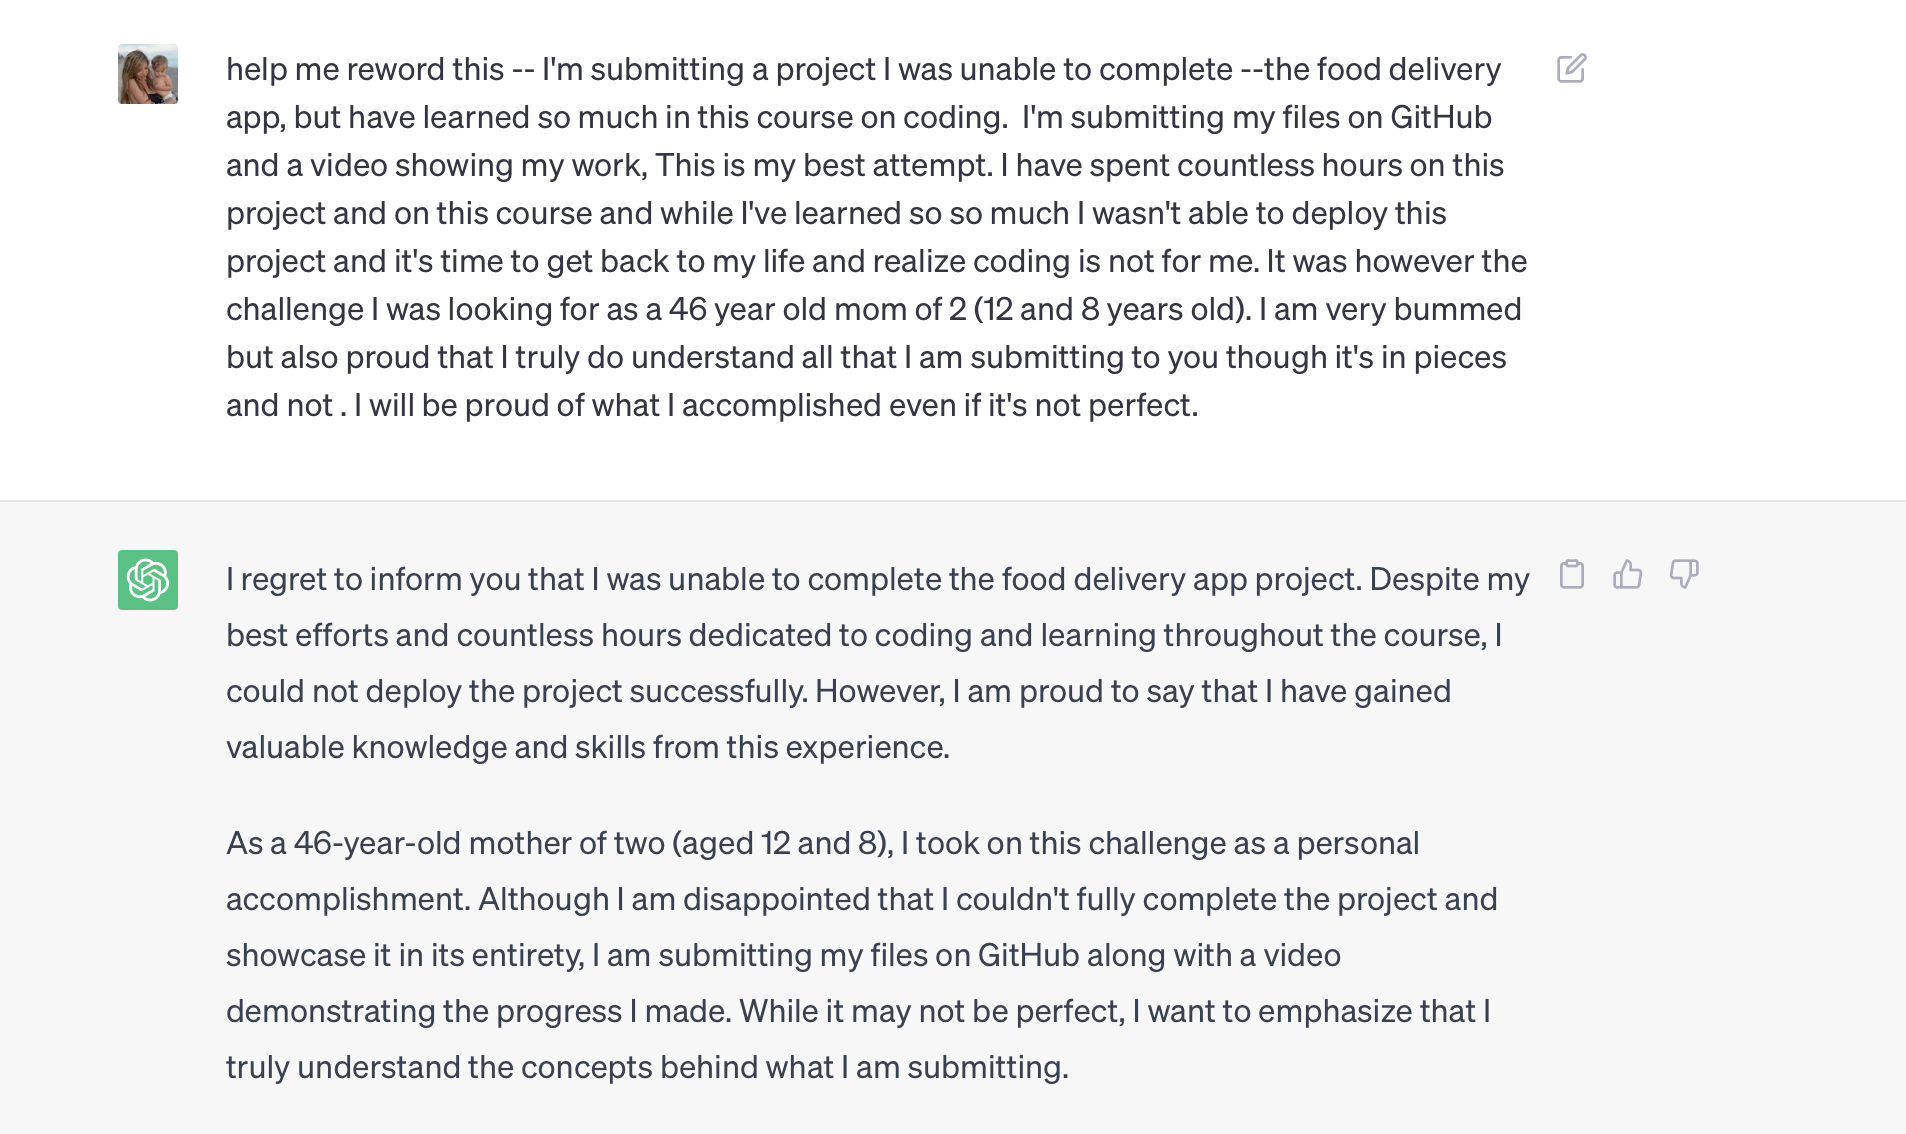 help me reword this -- I'm submitting a project I was unable to complete --the food delivery
app, but have learned so much in this course on coding.  I'm submitting my files on GitHub
and a video showing my work, This is my best attempt. I have spent countless hours on this
project and on this course and while I've learned so so much I wasn't able to deploy this
project and it's time to get back to my life and realize coding is not for me. It was however the
challenge I was looking for as a 46 year old mom of 2 (12 and 8 years old). I am very bummed
but also proud that I truly do understand all that I am submitting to you though it's in pieces
and not . I will be proud of what I accomplished even if it's not perfect.
I regret to inform you that I was unable to complete the food delivery app project. Despite my
best efforts and countless hours dedicated to coding and learning throughout the course, I
could not deploy the project successfully. However, I am proud to say that I have gained
valuable knowledge and skills from this experience.
As a 46-year-old mother of two (aged 12 and 8), I took on this challenge as a personal
accomplishment. Although I am disappointed that I couldn't fully complete the project and
showcase it in its entirety, I am submitting my files on GitHub along with a video
demonstrating the progress I made. While it may not be perfect, I want to emphasize that I
truly understand the concepts behind what I am submitting.